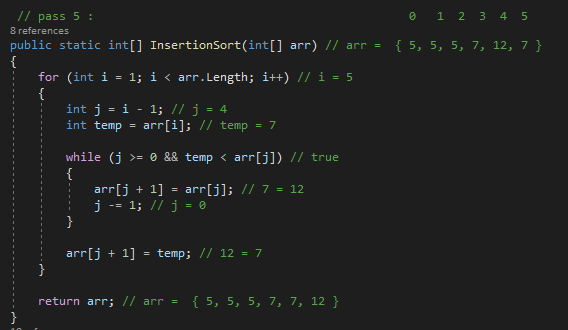 // pass 5 : 0 1 2 3 4 5
8 references
public static int[] InsertionSort(int[] arr) // arr = { 5, 5, 5, 7, 12, 7 }
{
for (int i = 1; i < arr.Length; i++) // i = 5
{
int j = i - 1; // j = 4
int temp = arr[i]; // temp = 7
while (j >= 0 && temp < arr[j]) // true
{
arr[j + 1] = arr[j]; // 7 = 12
j -= 1; // j = 0
}
arr[j + 1] = temp; // 12 = 7
}
return arr; // arr = { 5, 5, 5, 7, 7, 12 }
}